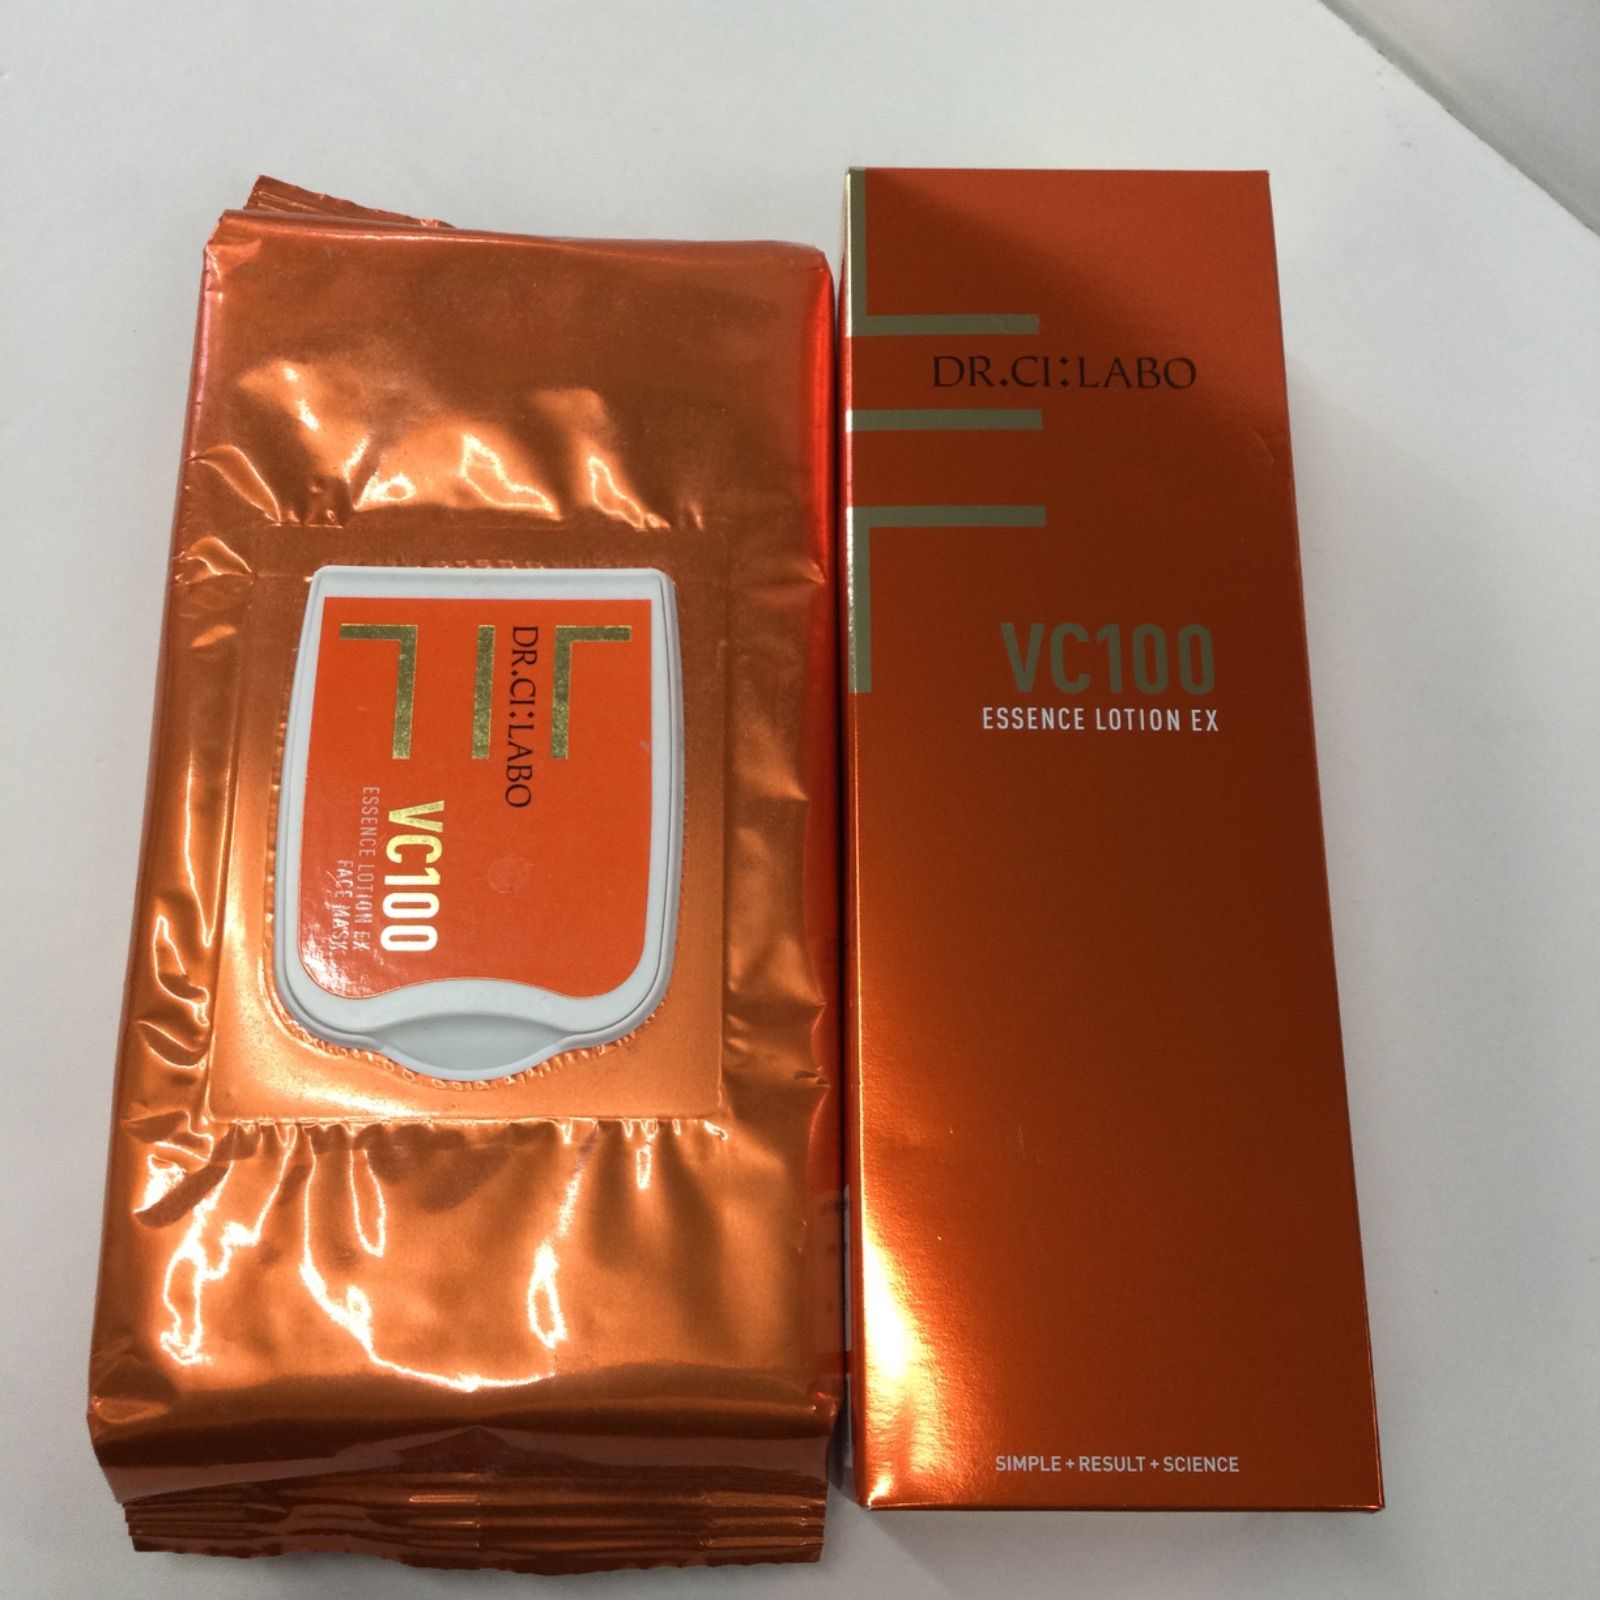 DR.CI:LABO
VC100
ESSENCE LOTION EX
FACE MASK
DR.CI:LABO
VC100
ESSENCE LOTION EX
SIMPLE+RESULT+SCIENCE